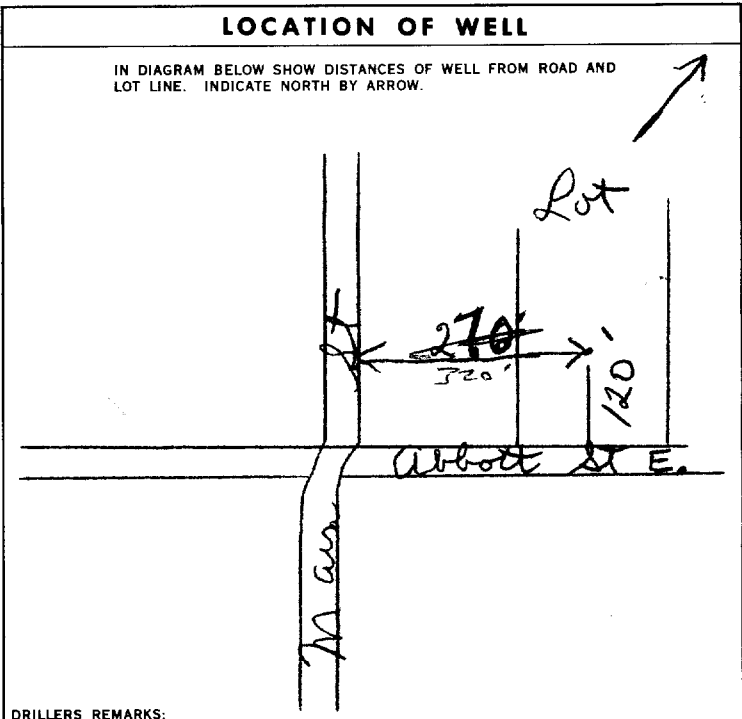 LOCATION OF WELL
IN DIAGRAM BELOW SHOW DISTANCES OF WELL FROM ROAD AND
LOT LINE. INDICATE NORTH BY ARROW.
Lot
270'
320'
120'
St
Abbott St E.
Main
DRILLERS REMARKS: